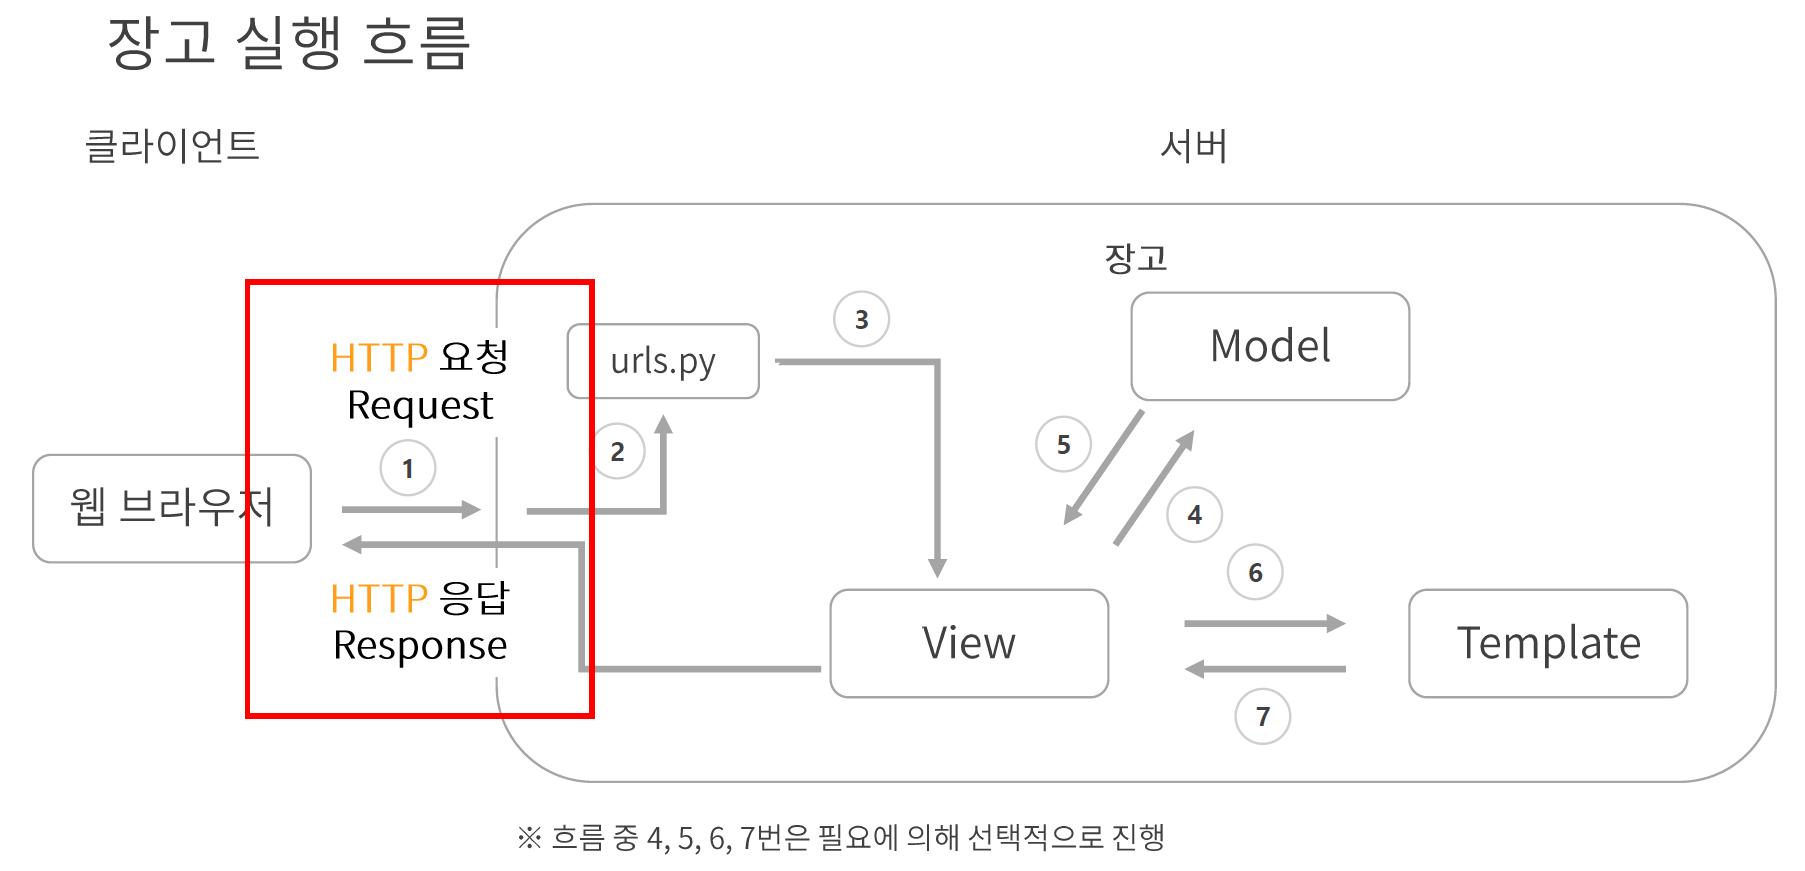 장고 실행 흐름
클라이언트
서버
장고
HTTP 요청
Request
urls.py
3
Model
1
2
5
4
웹 브라우저
6
HTTP 응답
Response
View
Template
7
※ 흐름 중 4, 5, 6, 7번은 필요에 의해 선택적으로 진행